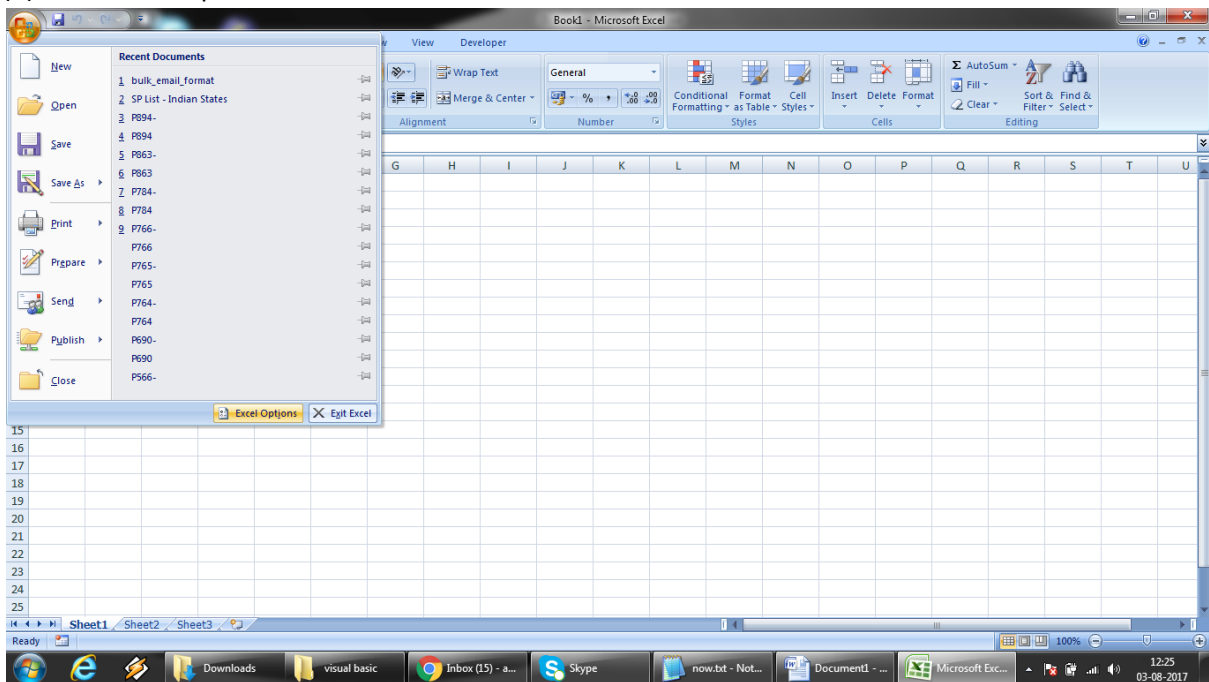 Book1 - Microsoft Excel
View Developer
New
Open
Save
Save As
Print
Prepare
Send
Publish
Close
Recent Documents
1 bulk_email_format
2 SP List - Indian States
3 P894-
4 P894
5 P863-
6 P863
7 P784-
8 P784
9 P766-
P766
P765-
P765
P764-
P764
P690-
P690
P566-
Excel Options Exit Excel
Wrap Text
Merge & Center
Alignment
General
% ,
Number
Conditional Formatting
Format as Table
Cell Styles
Styles
Insert Delete Format
Cells
Σ AutoSum
Fill
Clear
Sort & Filter
Find & Select
Editing
G H I J K L M N O P Q R S T U
15
16
17
18
19
20
21
22
23
24
25
Sheet1 Sheet2 Sheet3
Ready 100%
Downloads visual basic Inbox (15) - a... Skype now.txt - Not... Document1 - ... Microsoft Exc... 12:25
03-08-2017